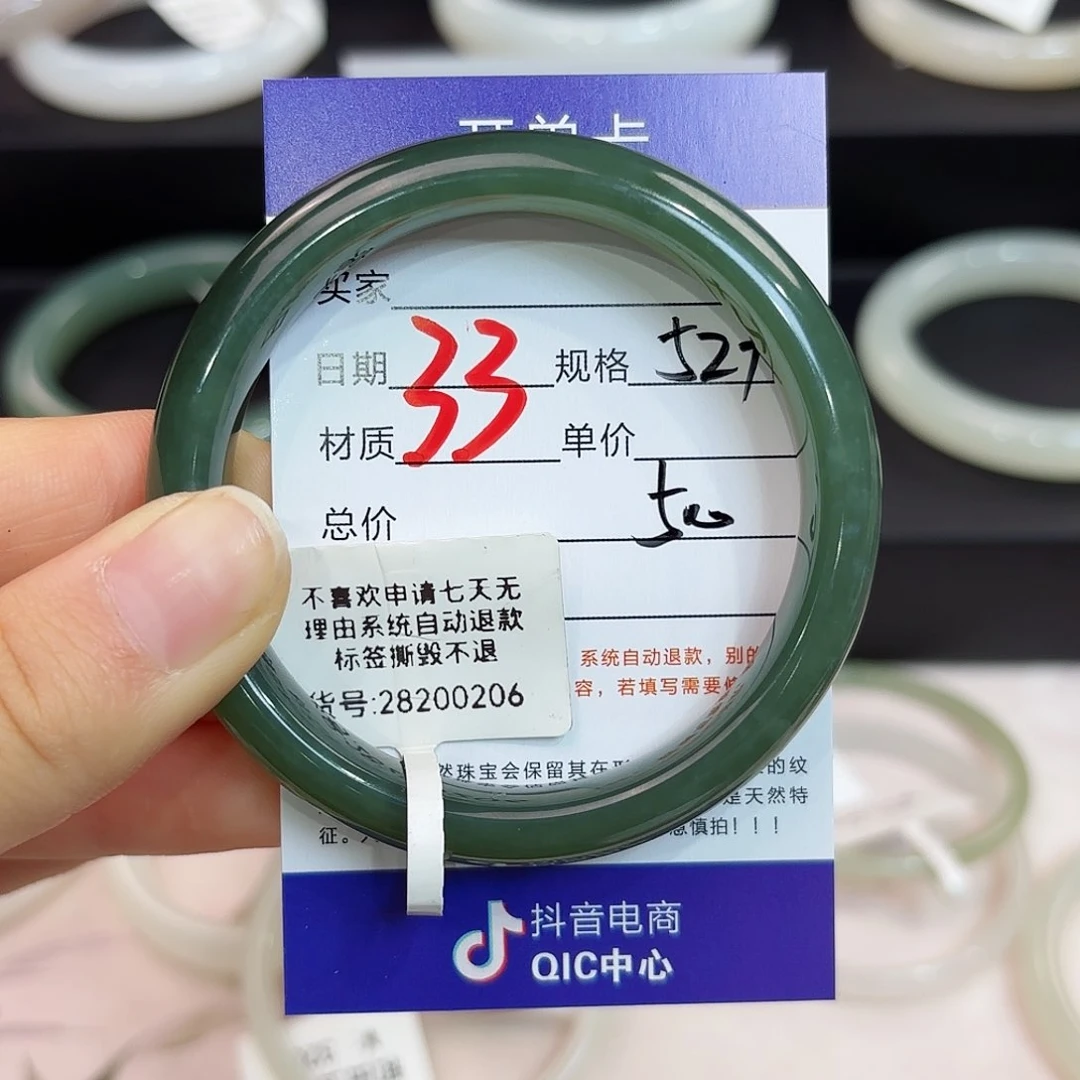 开单卡
买家
日期 33 规格 527
材质 33 单价
总价 50
不喜欢申请七天无
理由系统自动退款
标签撕毁不退
货号:28200206
系统自动退款，别的
容，若填写需要修
然珠宝会保留其在形 的纹
是天然特
征。 慎拍！！！
抖音电商
QIC中心